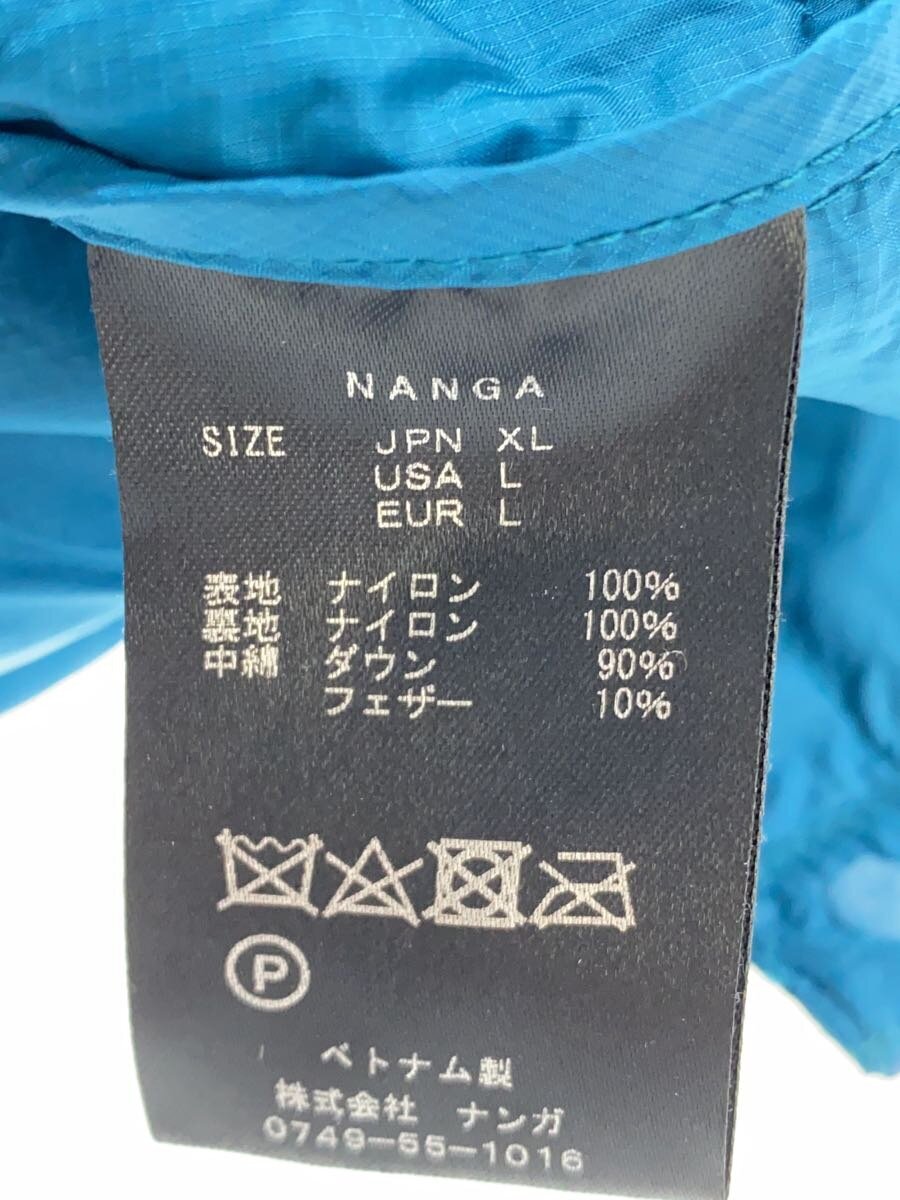 NANGA
SIZE JPN XL
USA L
EUR L
表地 ナイロン 100%
裏地 ナイロン 100%
中綿 ダウン 90%
フェザー 10%
P
ベトナム製
株式会社 ナンガ
0749-55-1016